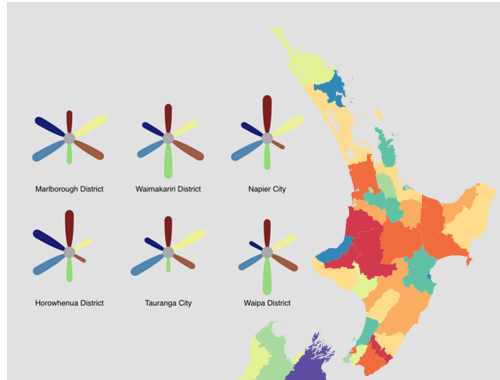 Marlborough District
Waimakariri District
Napier City
Horowhenua District
Tauranga City
Waipa District